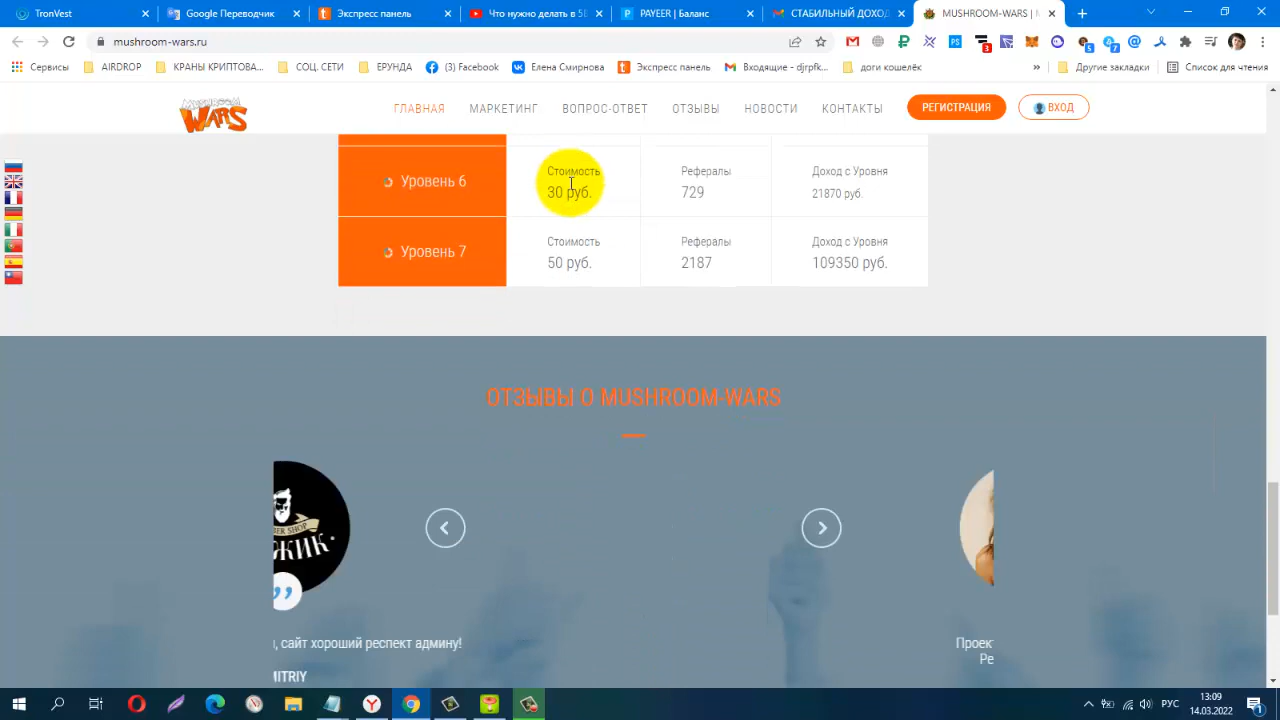 TronVest
Google Переводчик
Экспресс панель
Что нужно делать в 5
PAYEER | Баланс
СТАБИЛЬНЫЙ ДОХОД
MUSHROOM-WARS | М
mushroom-wars.ru
Сервисы
AIRDROP
КРАНЫ КРИПТОВА...
СОЦ. СЕТИ
ЕРУНДА
(3) Facebook
Елена Смирнова
Экспресс панель
Входящие - djrpfk...
доги кошелёк
»
Другие закладки
Список для чтения
MUSHROOM
WARS
ГЛАВНАЯ
МАРКЕТИНГ
ВОПРОС-ОТВЕТ
ОТЗЫВЫ
НОВОСТИ
КОНТАКТЫ
РЕГИСТРАЦИЯ
ВХОД
Уровень 6
Стоимость
30 руб.
Рефералы
729
Доход с Уровня
21870 руб.
Уровень 7
Стоимость
50 руб.
Рефералы
2187
Доход с Уровня
109350 руб.
ОТЗЫВЫ О MUSHROOM-WARS
, сайт хороший респект админу!
Проек
Ре
ITRIY
РУС
13:09
14.03.2022